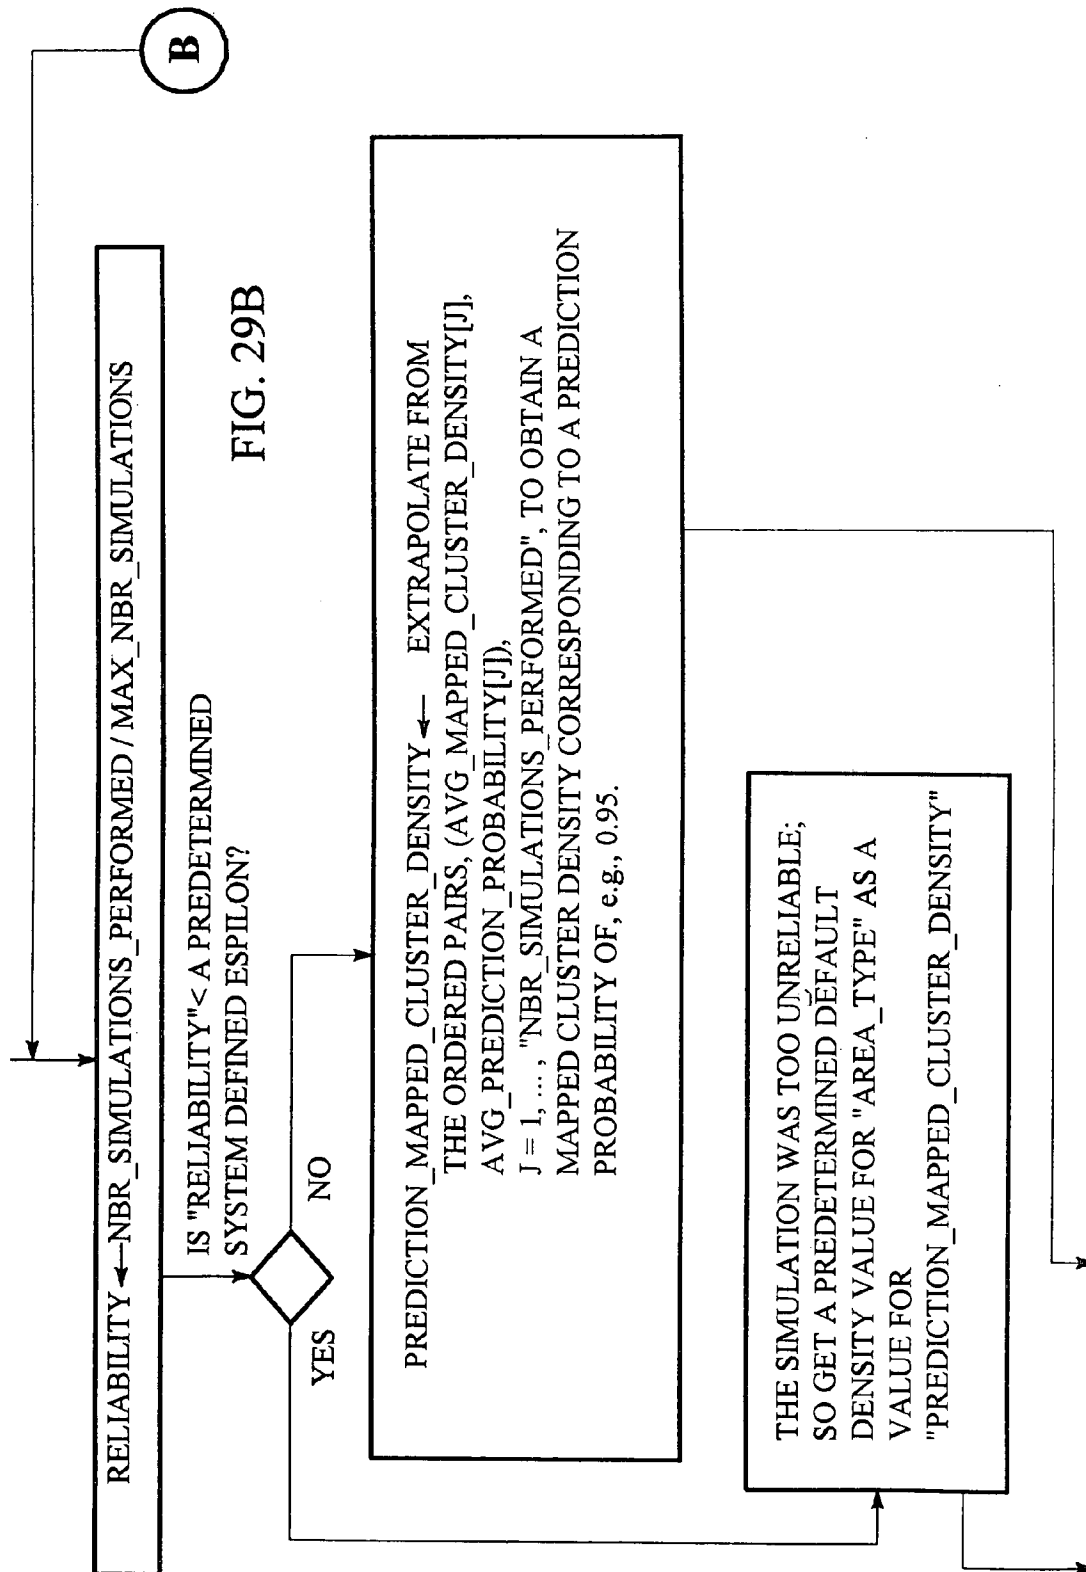 B
RELIABILITY ← NBR_SIMULATIONS_PERFORMED / MAX_NBR_SIMULATIONS
FIG. 29B
IS "RELIABILITY"< A PREDETERMINED
SYSTEM DEFINED ESPILON?
YES
NO
PREDICTION_MAPPED_CLUSTER_DENSITY ← EXTRAPOLATE FROM
THE ORDERED PAIRS, (AVG_MAPPED_CLUSTER_DENSITY[J],
AVG_PREDICTION_PROBABILITY[J]),
J = 1, ..., "NBR_SIMULATIONS_PERFORMED", TO OBTAIN A
MAPPED CLUSTER DENSITY CORRESPONDING TO A PREDICTION
PROBABILITY OF, e.g., 0.95.
THE SIMULATION WAS TOO UNRELIABLE;
SO GET A PREDETERMINED DEFAULT
DENSITY VALUE FOR "AREA_TYPE" AS A
VALUE FOR
"PREDICTION_MAPPED_CLUSTER_DENSITY"